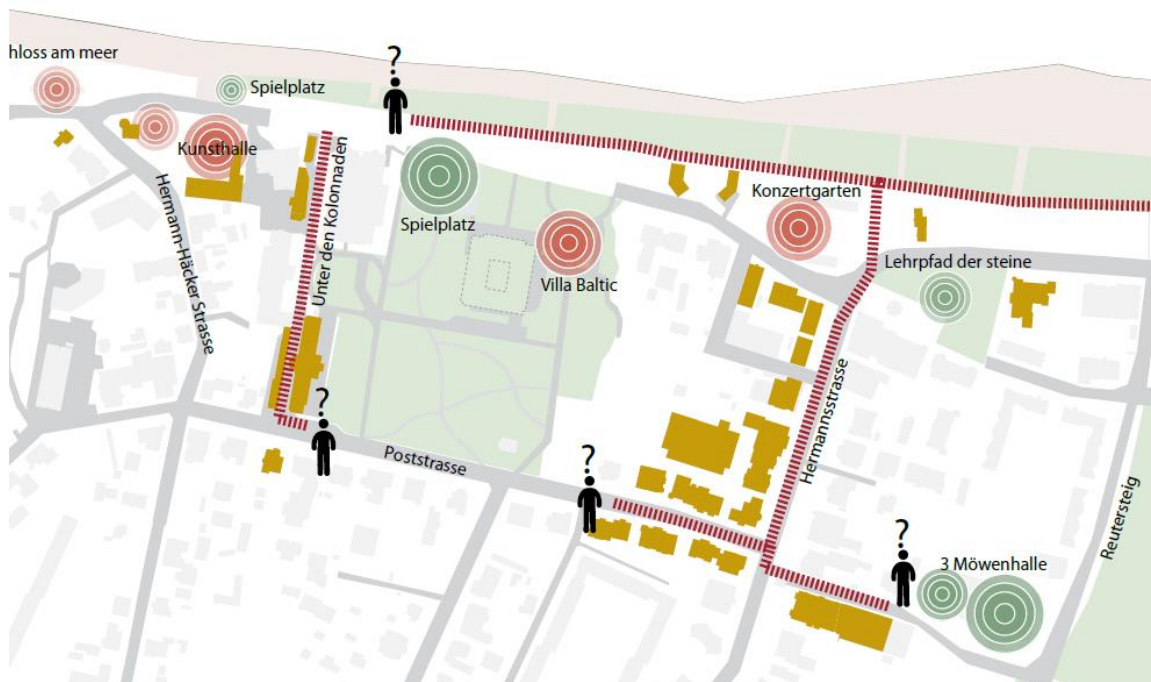 ?
hloss am meer
Spielplatz
Kunsthalle
Unter den Kolonnaden
Hermann-Häcker Strasse
Spielplatz
Villa Baltic
Konzertgarten
Lehrpfad der steine
Hermannsstrasse
?
Poststrasse
?
?
3 Möwenhalle
Reutersteig